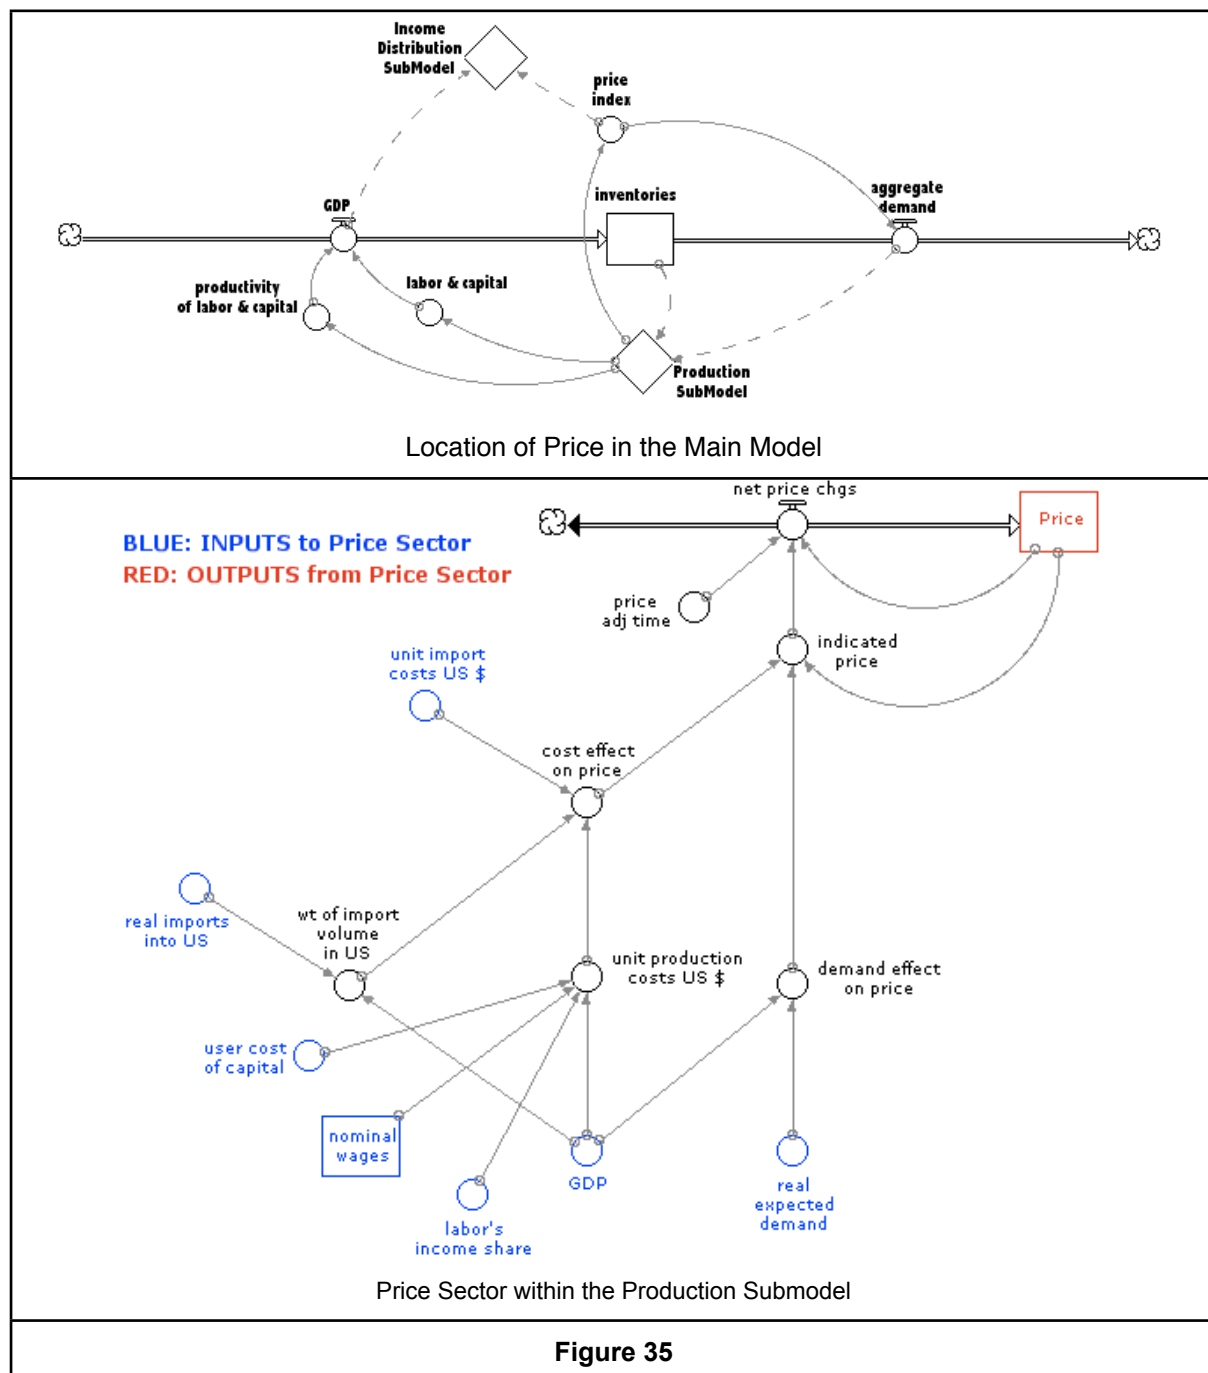 Income
Distribution
SubModel
price
index
GDP
inventories
aggregate
demand
productivity
of labor & capital
labor & capital
Production
SubModel
Location of Price in the Main Model
net price chgs
Price
BLUE: INPUTS to Price Sector
RED: OUTPUTS from Price Sector
price
adj time
indicated
price
unit import
costs US $
cost effect
on price
real imports
into US
wt of import
volume
in US
unit production
costs US $
demand effect
on price
user cost
of capital
nominal
wages
labor's
income share
GDP
real
expected
demand
Price Sector within the Production Submodel
Figure 35